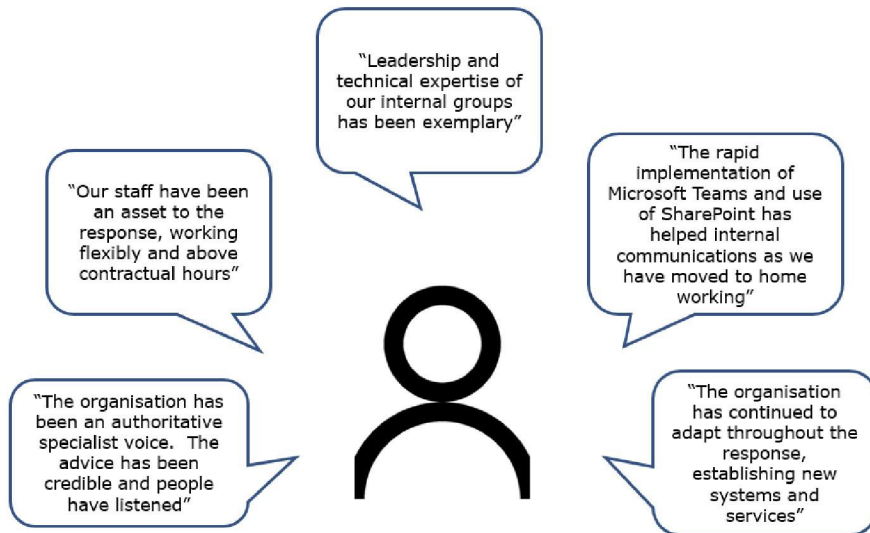 “Leadership and
technical expertise of
our internal groups
has been exemplary”
“Our staff have been
an asset to the
response, working
flexibly and above
contractual hours”
“The rapid
implementation of
Microsoft Teams and use
of SharePoint has
helped internal
communications as we
have moved to home
working”
“The organisation has
been an authoritative
specialist voice.  The
advice has been
credible and people
have listened”
“The organisation
has continued to
adapt throughout the
response,
establishing new
systems and
services”